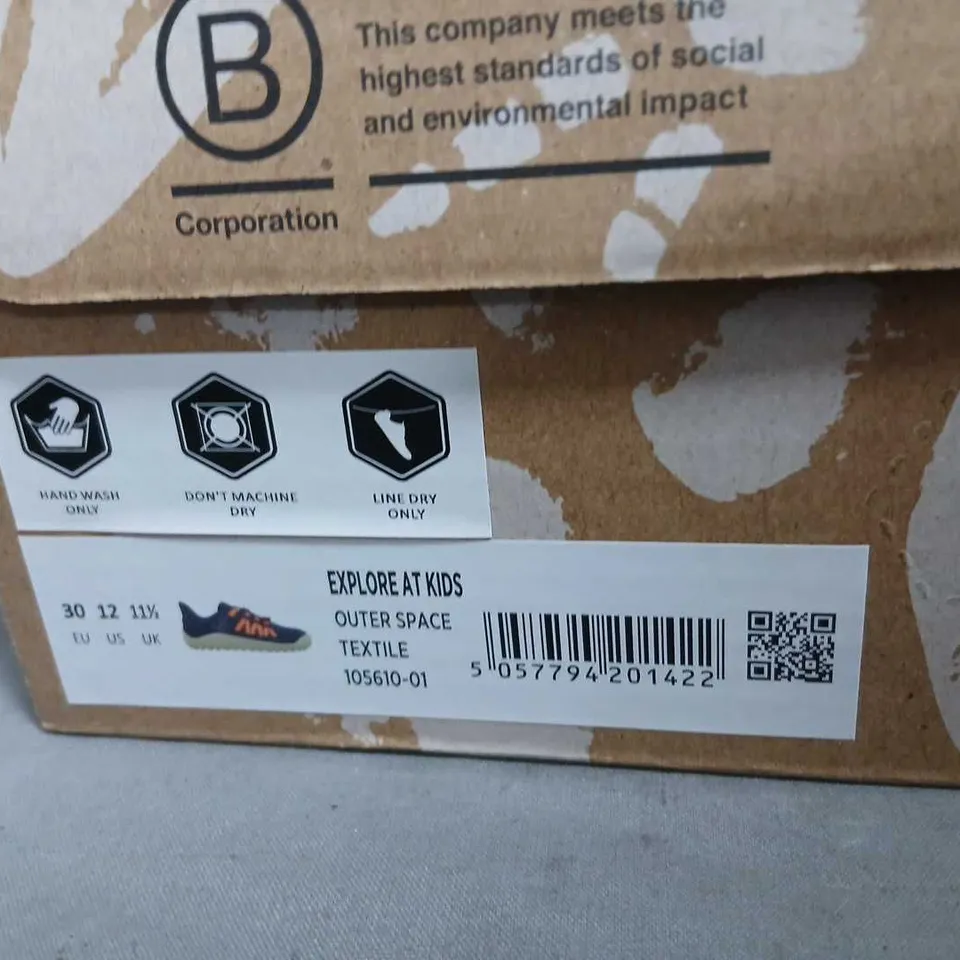 B
This company meets the
highest standards of social
and environmental impact
Corporation
HAND WASH
ONLY
DON'T MACHINE
DRY
LINE DRY
ONLY
30 12 11½
EU US UK
EXPLORE AT KIDS
OUTER SPACE
TEXTILE
105610-01
5 057794 201422